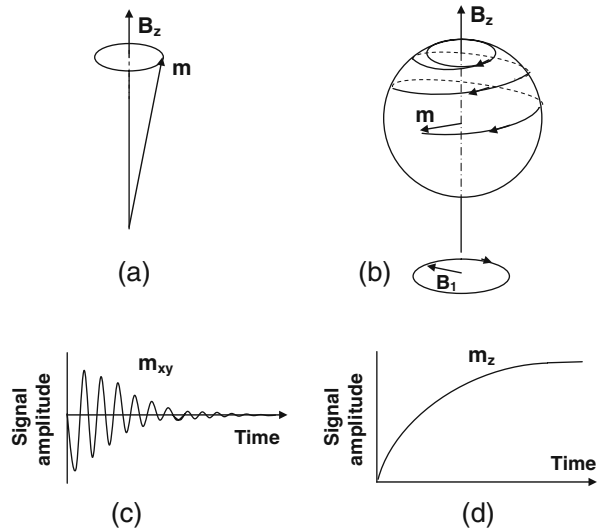 B_z
m
(a)
B_z
m
B_1
(b)
Signal amplitude
m_xy
Time
(c)
Signal amplitude
m_z
Time
(d)